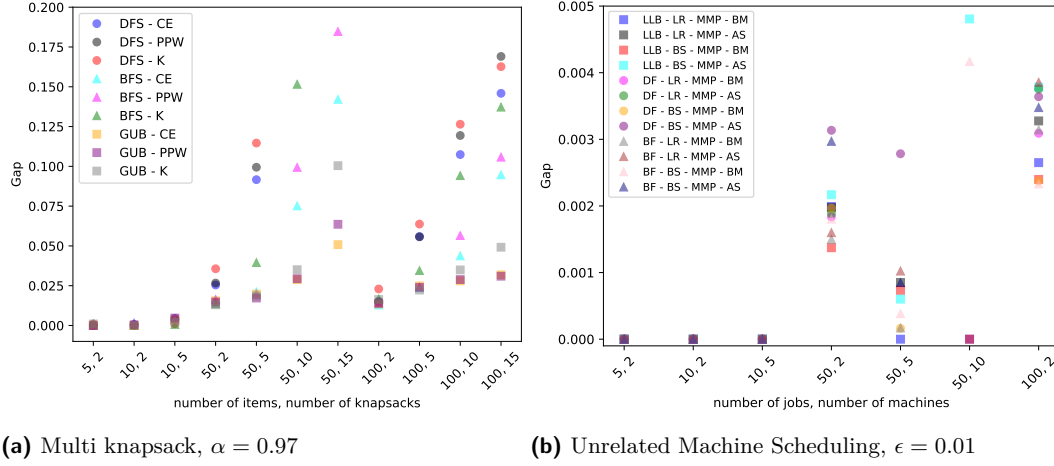 0.200
0.175
0.150
0.125
0.100
0.075
0.050
0.025
0.000
Gap
DFS - CE
DFS - PPW
DFS - K
BFS - CE
BFS - PPW
BFS - K
GUB - CE
GUB - PPW
GUB - K
5, 2
10, 2
10, 5
50, 2
50, 5
50, 10
50, 15
100, 2
100, 5
100, 10
100, 15
number of items, number of knapsacks
(a) Multi knapsack, α = 0.97
0.005
0.004
0.003
0.002
0.001
0.000
Gap
LLB - LR - MMP - BM
LLB - LR - MMP - AS
LLB - BS - MMP - BM
LLB - BS - MMP - AS
DF - LR - MMP - BM
DF - LR - MMP - AS
DF - BS - MMP - BM
DF - BS - MMP - AS
BF - LR - MMP - BM
BF - LR - MMP - AS
BF - BS - MMP - BM
BF - BS - MMP - AS
5, 2
10, 2
10, 5
50, 2
50, 5
50, 10
100, 2
number of jobs, number of machines
(b) Unrelated Machine Scheduling, ϵ = 0.01